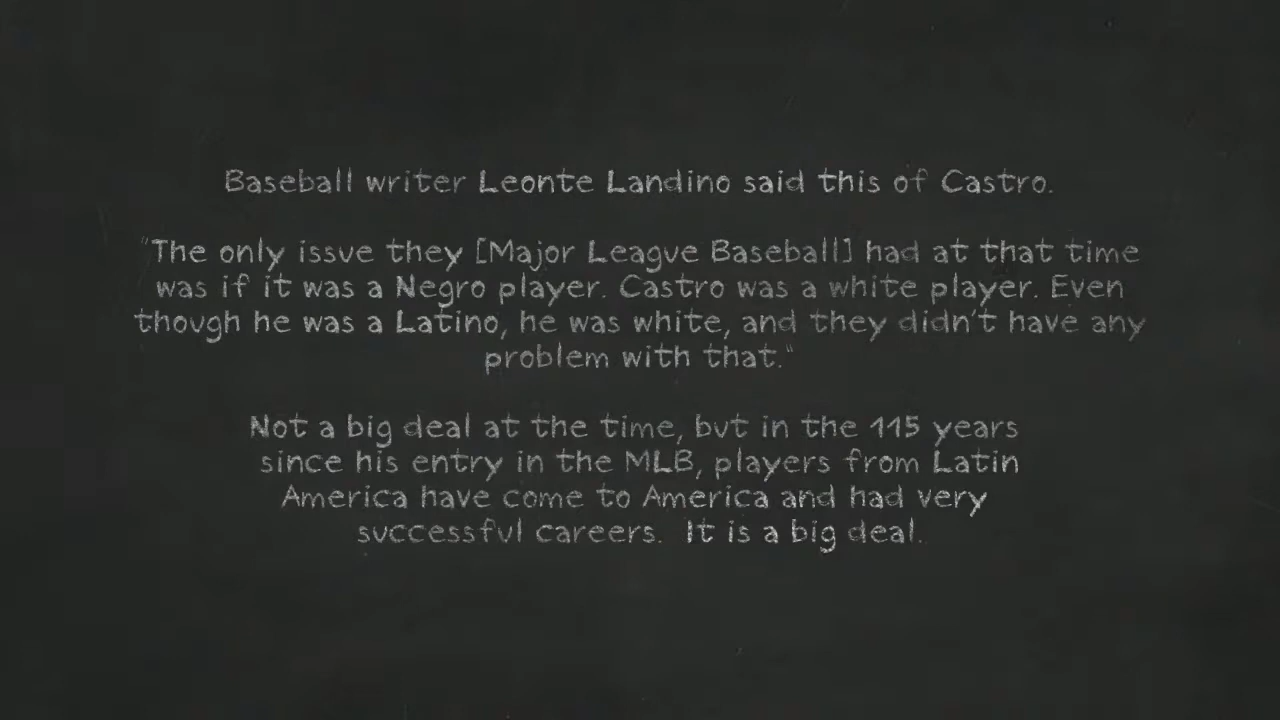 Baseball writer Leonte Landino said this of Castro.
"The only issue they [Major League Baseball] had at that time
was if it was a Negro player. Castro was a white player. Even
though he was a Latino, he was white, and they didn't have any
problem with that."
Not a big deal at the time, but in the 115 years
since his entry in the MLB, players from Latin
America have come to America and had very
successful careers.  It is a big deal.